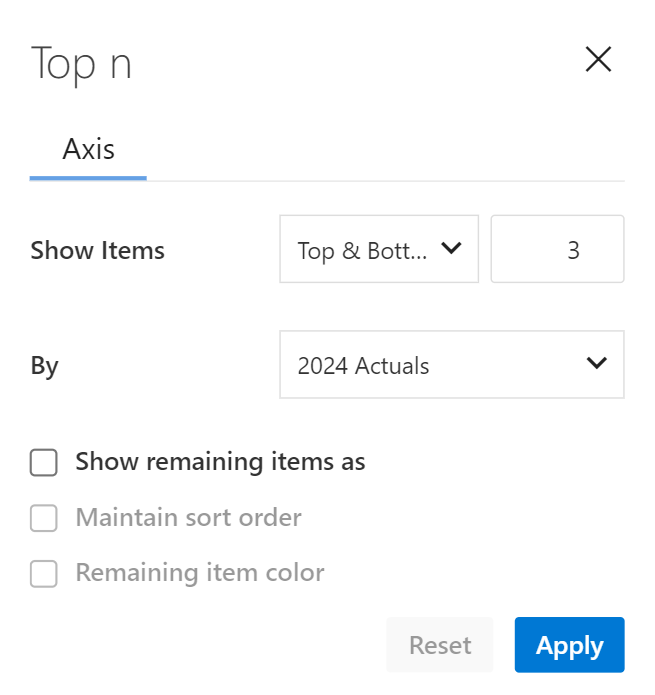 Top n
Axis
Show Items
Top & Bott...
3
By
2024 Actuals
Show remaining items as
Maintain sort order
Remaining item color
Reset
Apply